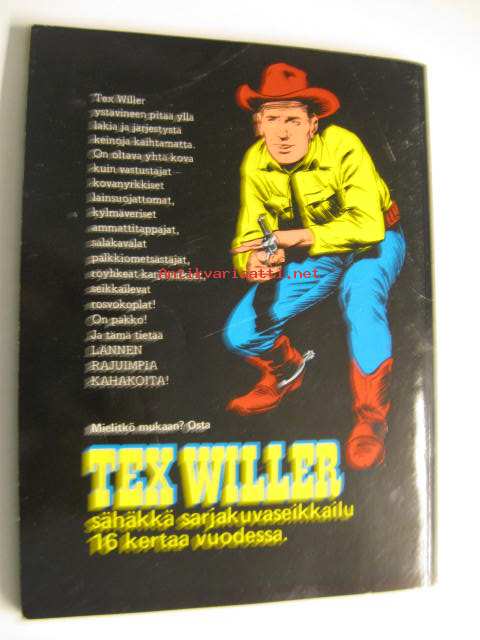 Tex Willer
ystävineen pitää yllä
lakia ja järjestystä
keinoja kaihtamatta.
On oltava yhtä kova
kuin vastustajat
kovanyrkkiset
lainsuojattomat,
kylmäveriset
ammattitappajat,
salakavalat
palkkiometsästäjät,
röyhkeät
Antikvariaatti.net
seikkailevat
rosvokoplat!
On pakko!
Ja tämä tietää
LÄNNEN
RAJUIMPIA
KAHAKOITA!
Mielitkö mukaan? Osta
TEX WILLER
sähäkkä sarjakuvaseikkailu
16 kertaa vuodessa.